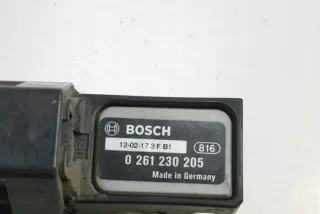 BOSCH
12-02-17 3 F B1
816
0 261 230 205
Made in Germany